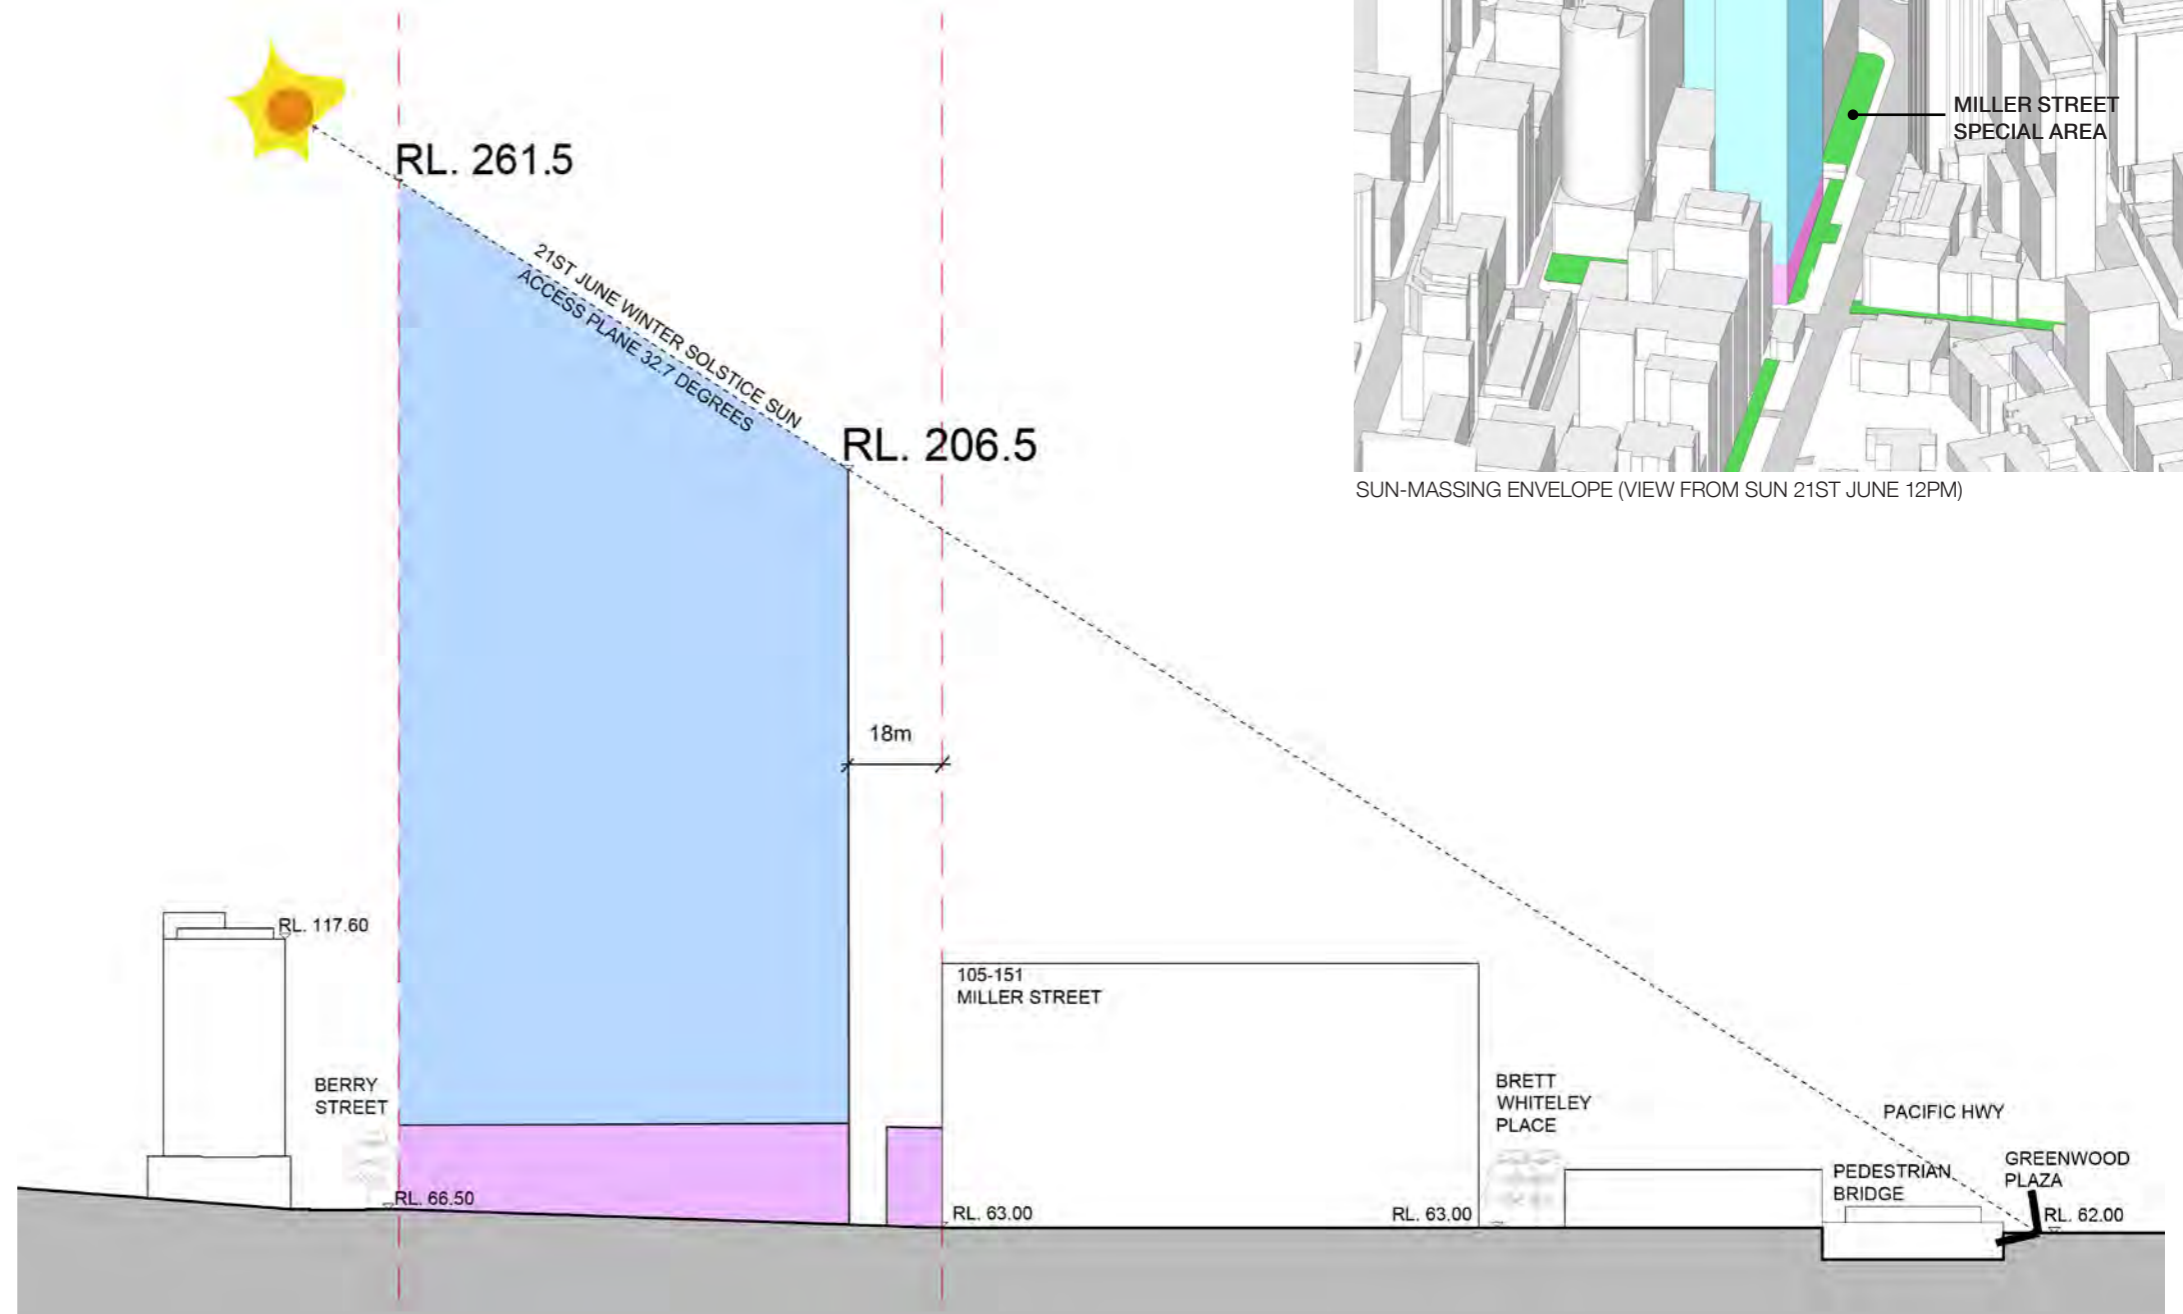 MILLER STREET
SPECIAL AREA
SUN-MASSING ENVELOPE (VIEW FROM SUN 21ST JUNE 12PM)
RL. 261.5
21ST JUNE WINTER SOLSTICE SUN
ACCESS PLANE 32.7 DEGREES
RL. 206.5
18m
RL. 117.60
105-151
MILLER STREET
BERRY
STREET
BRETT
WHITELEY
PLACE
PACIFIC HWY
PEDESTRIAN
BRIDGE
GREENWOOD
PLAZA
RL. 66.50
RL. 63.00
RL. 63.00
RL. 62.00